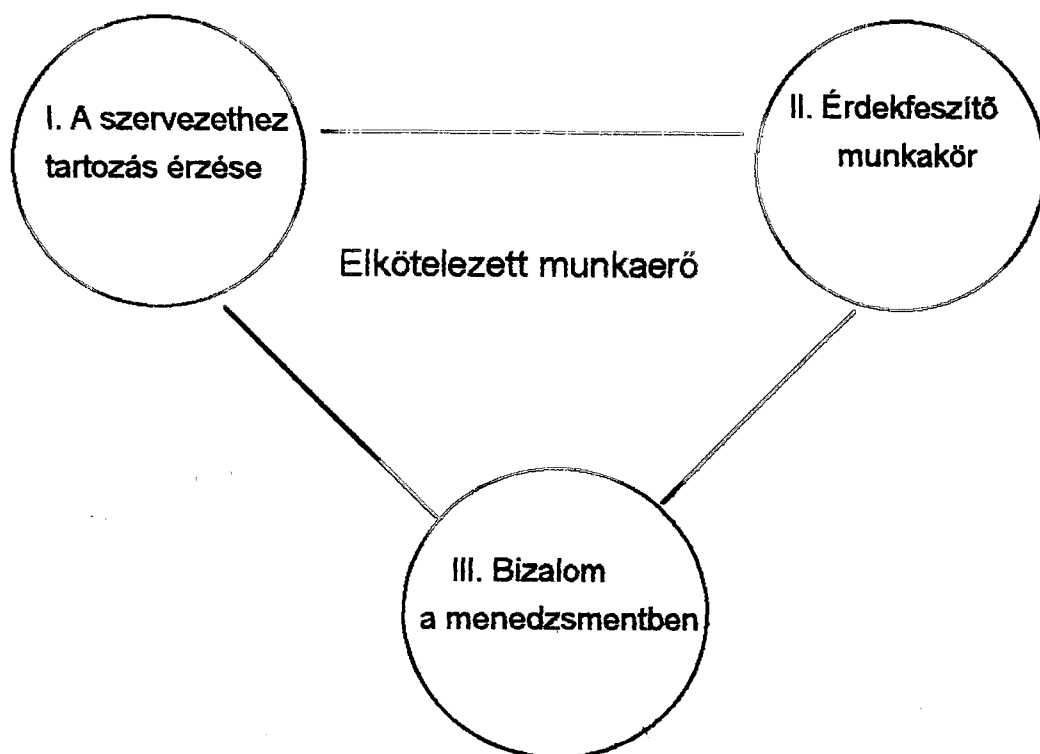 I. A szervezethez
tartozás érzése
II. Érdekfeszítő
munkakör
Elkötelezett munkaerő
III. Bizalom
a menedzsmentben